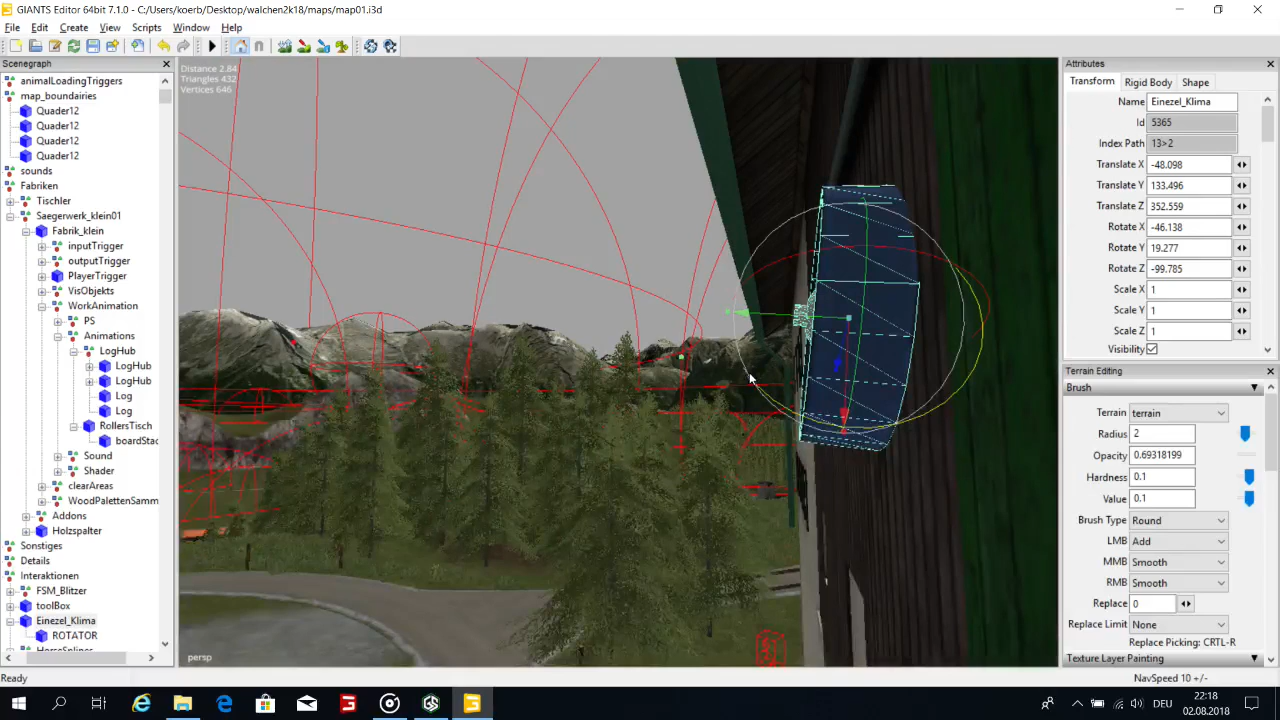 GIANTS Editor 64bit 7.1.0 - C:/Users/koerb/Desktop/walchen2k18/maps/map01.i3d
File Edit Create View Scripts Window Help
Scenegraph
animalLoadingTriggers
map_boundairies
Quader12
Quader12
Quader12
Quader12
sounds
Fabriken
Tischler
Saegerwerk_klein01
Fabrik_klein
inputTrigger
outputTrigger
PlayerTrigger
VisObjekts
WorkAnimation
PS
Animations
LogHub
LogHub
LogHub
Log
Log
RollersTisch
boardStac
Sound
Shader
clearAreas
WoodPalettenSamm
Addons
Holzspalter
Sonstiges
Details
Interaktionen
FSM_Blitzer
toolBox
Einezel_Klima
ROTATOR
HorseSplines
Ready
Distance 2.84
Triangles 432
Vertices 646
persp
Attributes
Transform Rigid Body Shape
Name Einezel_Klima
Id 5365
Index Path 13>2
Translate X -48.098
Translate Y 133.496
Translate Z 352.559
Rotate X -46.138
Rotate Y 19.277
Rotate Z -99.785
Scale X 1
Scale Y 1
Scale Z 1
Visibility
Terrain Editing
Brush
Terrain terrain
Radius 2
Opacity 0.69318199
Hardness 0.1
Value 0.1
Brush Type Round
LMB Add
MMB Smooth
RMB Smooth
Replace 0
Replace Limit None
Replace Picking: CRTL-R
Texture Layer Painting
NavSpeed 10 +/-
DEU
22:18
02.08.2018